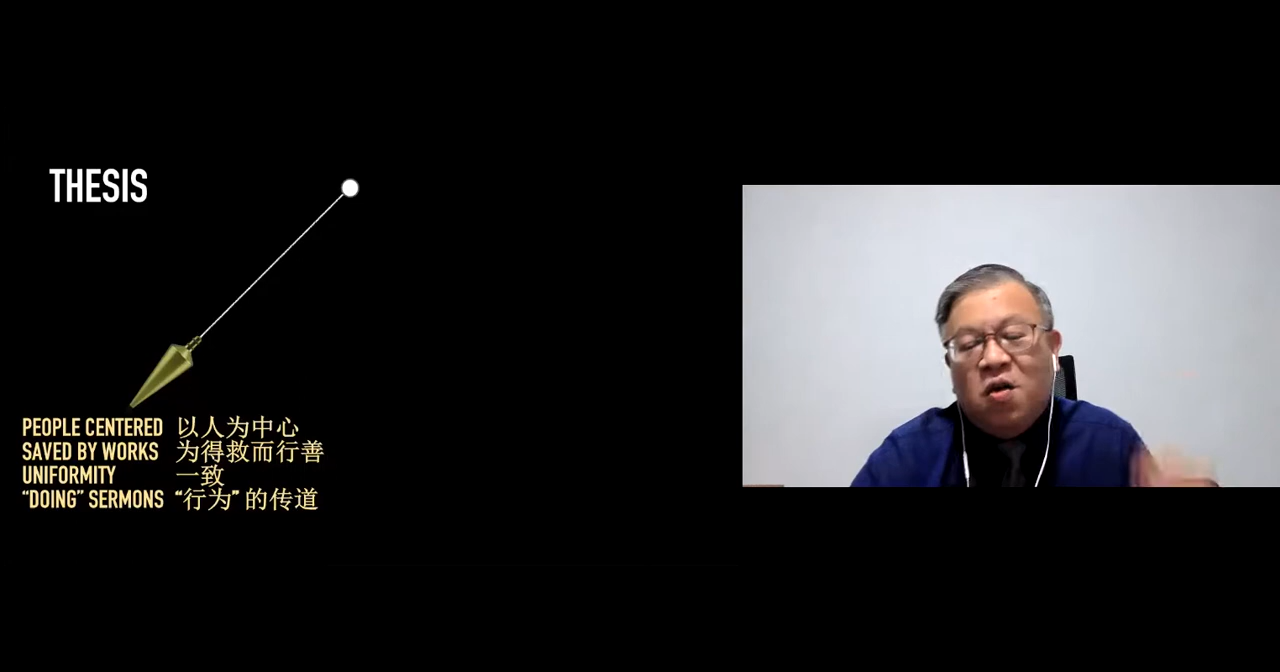 THESIS
PEOPLE CENTERED 以人为中心
SAVED BY WORKS 为得救而行善
UNIFORMITY 一致
“DOING” SERMONS “行为” 的传道